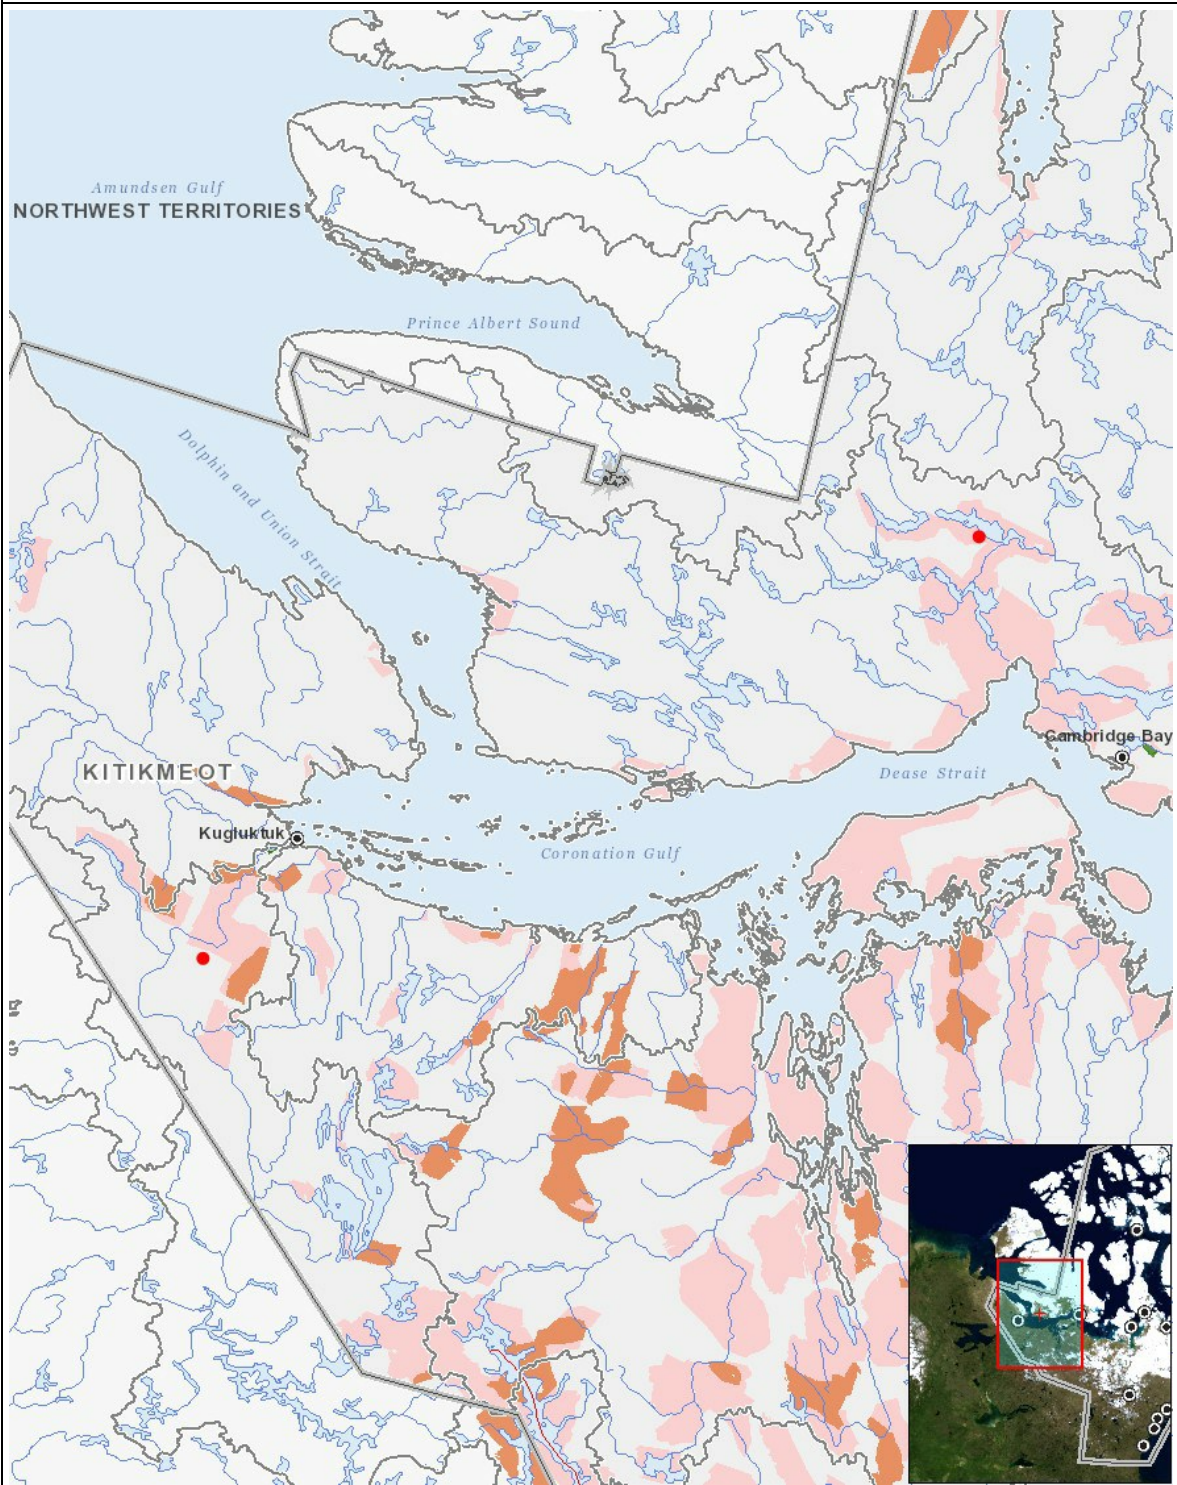 Amundsen Gulf
NORTHWEST TERRITORIES
Prince Albert Sound
Dolphin and Union Strait
Cambridge Bay
KITIKMEOT
Dease Strait
Kugluktuk
Coronation Gulf